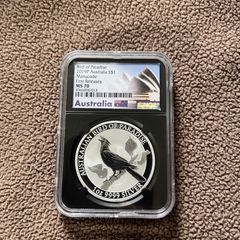 Bird of Paradise
2019P Australia S$1
Manucodia
First Releases
MS 70
Australia
AUSTRALIAN BIRD OF PARADISE
1oz 9999 SILVER